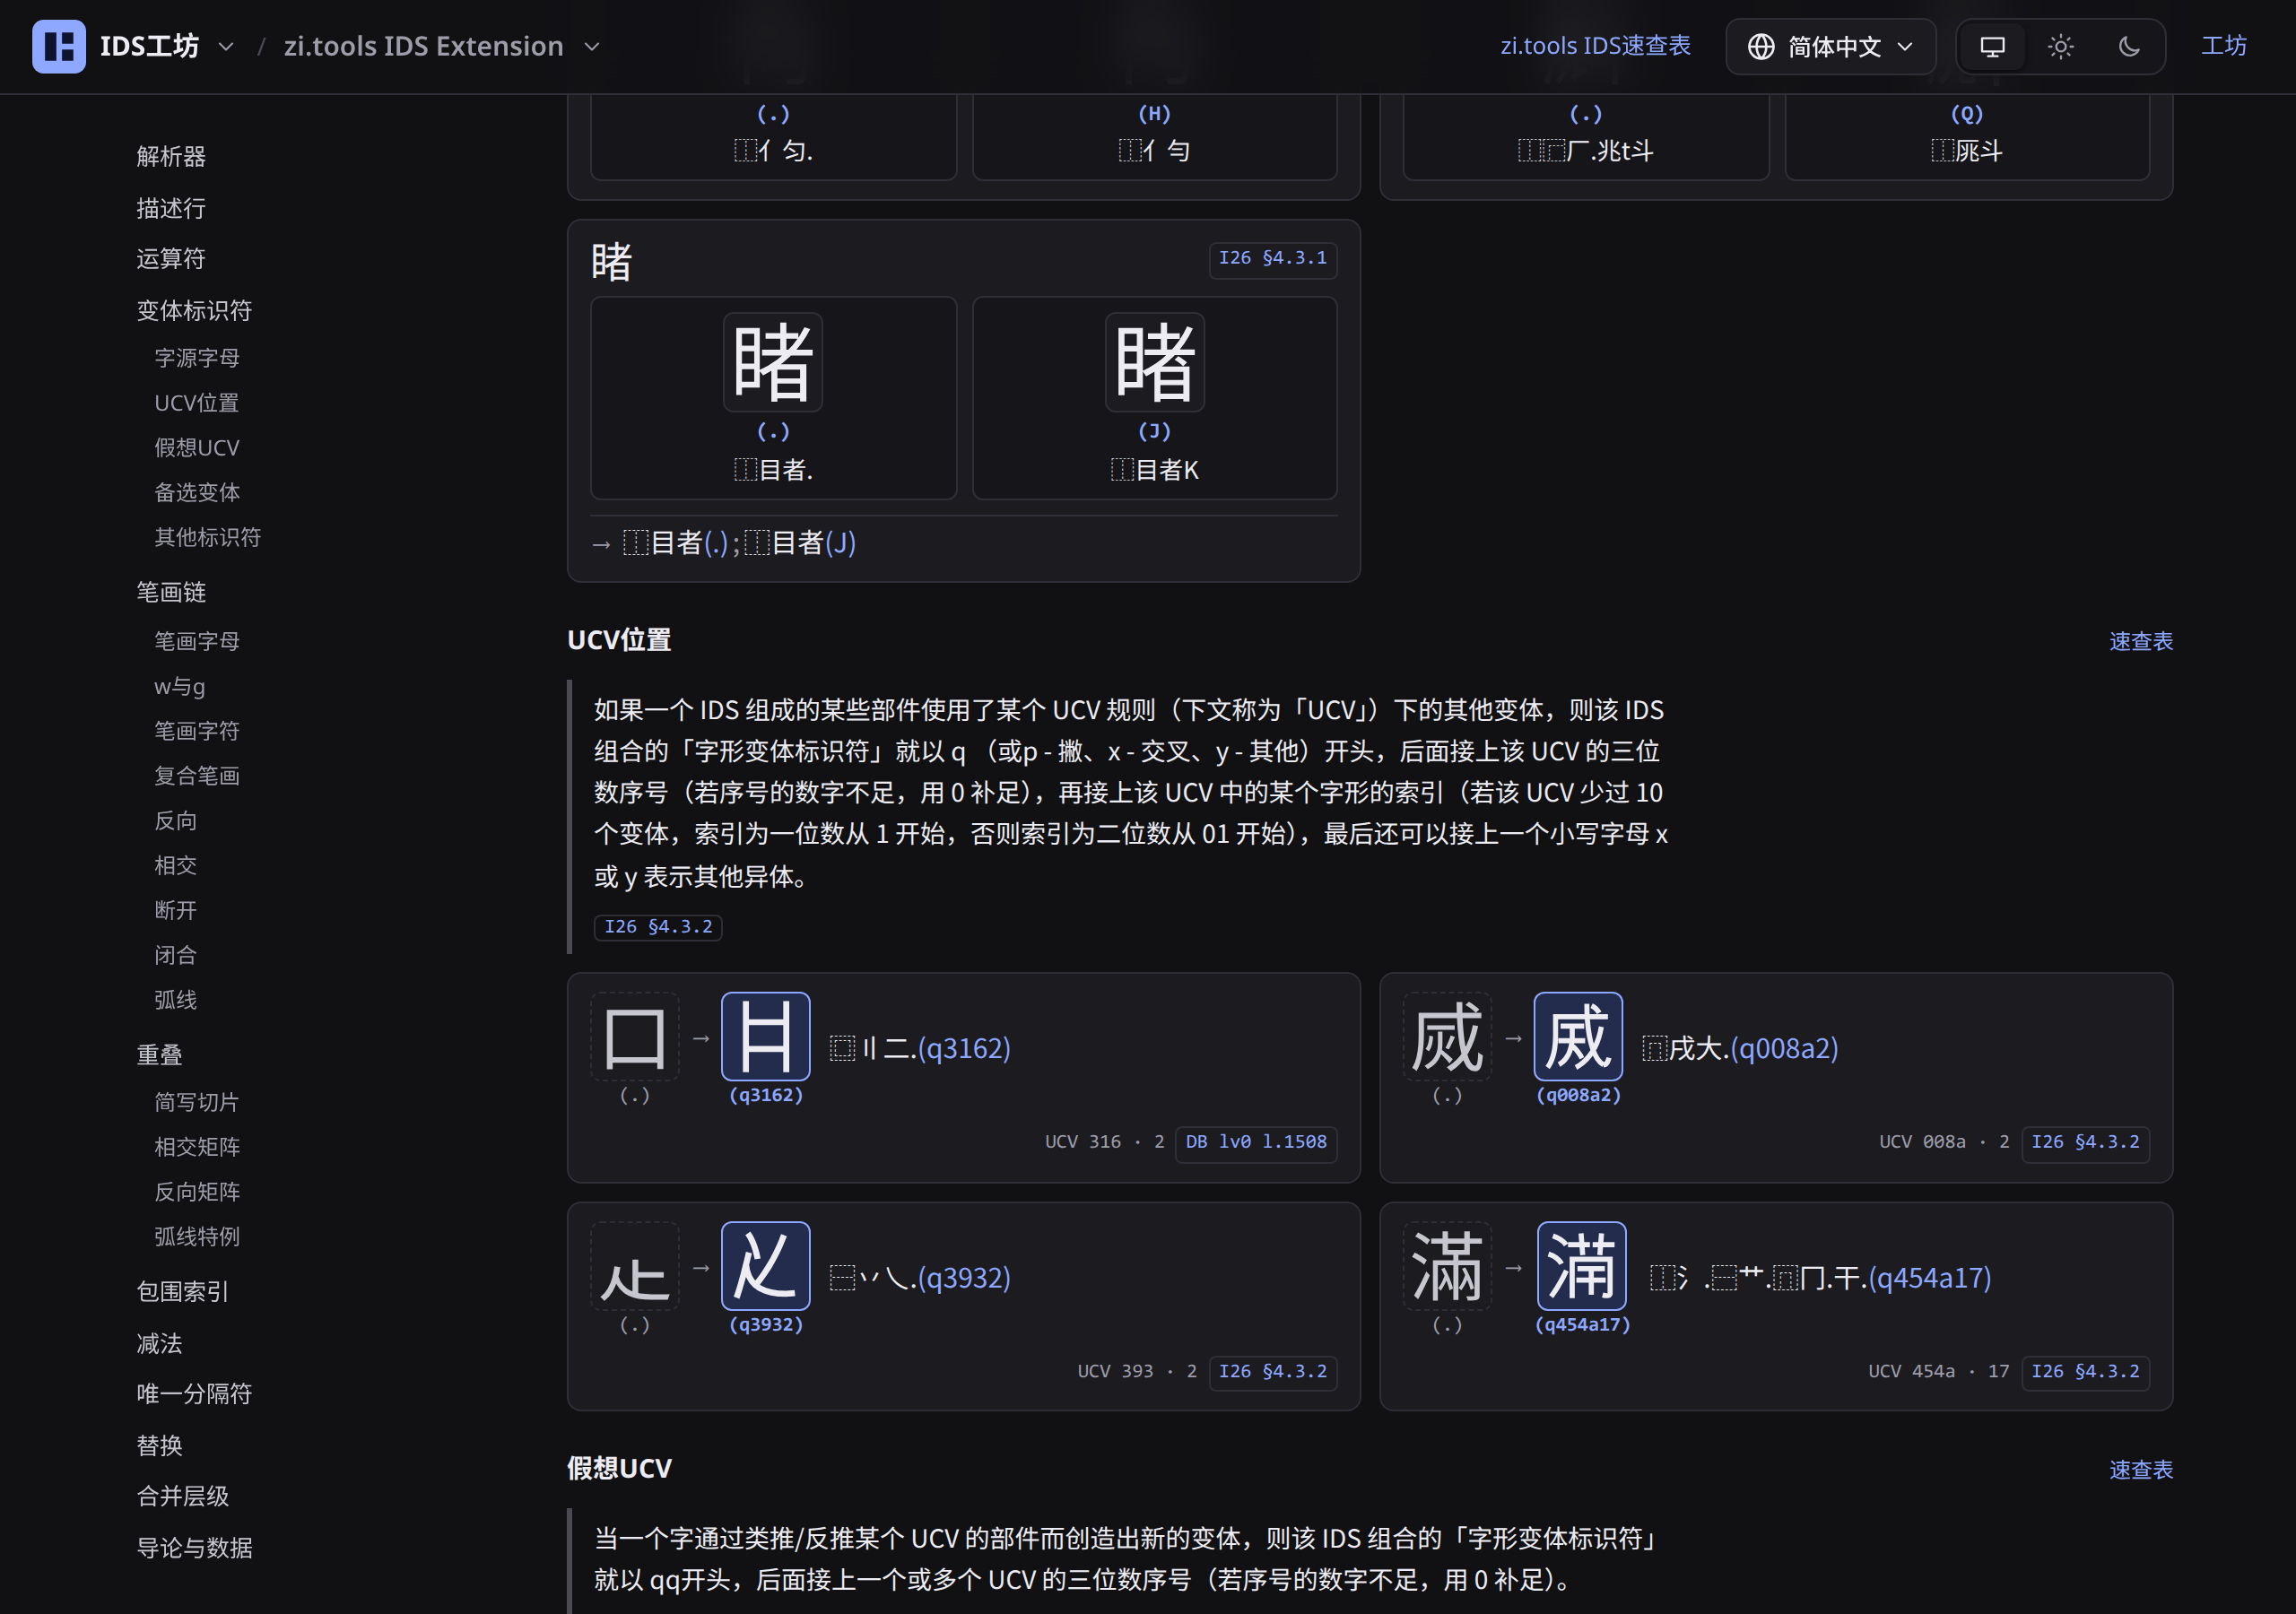 IDS工坊 / zi.tools IDS Extension
zi.tools IDS速查表
简体中文
工坊
解析器
描述行
运算符
变体标识符
字源字母
UCV位置
假想UCV
备选变体
其他标识符
笔画链
笔画字母
w与g
笔画字符
复合笔画
反向
相交
断开
闭合
弧线
重叠
简写切片
相交矩阵
反向矩阵
弧线特例
包围索引
减法
唯一分隔符
替换
合并层级
导论与数据
(.)
⿰亻匀.
(H)
⿰亻勻
(.)
⿰⿸厂.兆t斗
(Q)
⿰㡿斗
睹
I26 §4.3.1
睹
(.)
⿰目者.
睹
(J)
⿰目者K
→ ⿰目者(.);⿰目者(J)
UCV位置
速查表
如果一个 IDS 组成的某些部件使用了某个 UCV 规则（下文称为「UCV」）下的其他变体，则该 IDS
组合的「字形变体标识符」就以 q （或p - 撇、x - 交叉、y - 其他）开头，后面接上该 UCV 的三位
数序号（若序号的数字不足，用 0 补足），再接上该 UCV 中的某个字形的索引（若该 UCV 少过 10
个变体，索引为一位数从 1 开始，否则索引为二位数从 01 开始），最后还可以接上一个小写字母 x
或 y 表示其他异体。
I26 §4.3.2
口 →
⿴〢二.(q3162)
(.)
(q3162)
UCV 316 · 2
DB lv0 l.1508
→
⿵戌大.(q008a2)
(.)
(q008a2)
UCV 008a · 2
I26 §4.3.2
→
⿱丷乀.(q3932)
(.)
(q3932)
UCV 393 · 2
I26 §4.3.2
滿 →
⿰氵.⿱艹.⿵冂.干.(q454a17)
(.)
(q454a17)
UCV 454a · 17
I26 §4.3.2
假想UCV
速查表
当一个字通过类推/反推某个 UCV 的部件而创造出新的变体，则该 IDS 组合的「字形变体标识符」
就以 qq开头，后面接上一个或多个 UCV 的三位数序号（若序号的数字不足，用 0 补足）。